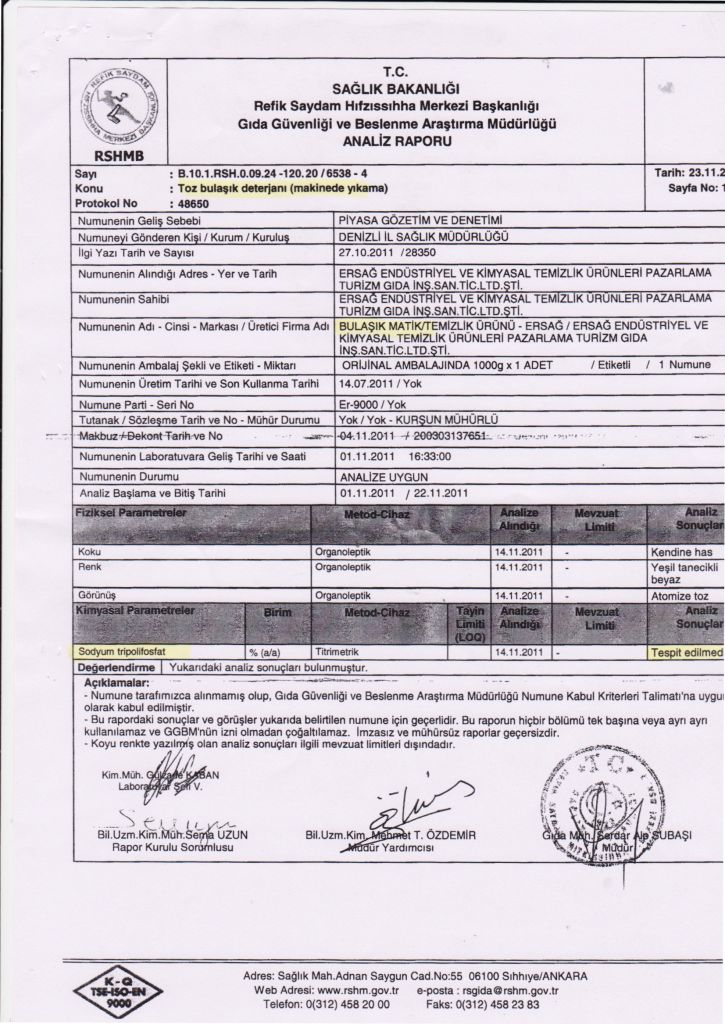 T.C.
SAĞLIK BAKANLIĞI
Refik Saydam Hıfzıssıhha Merkezi Başkanlığı
Gıda Güvenliği ve Beslenme Araştırma Müdürlüğü
ANALİZ RAPORU
RSHMB
Sayı : B.10.1.RSH.0.09.24 -120.20 / 6538 - 4 Tarih: 23.11.2
Konu : Toz bulaşık deterjanı (makinede yıkama) Sayfa No: 1
Protokol No : 48650
Numunenin Geliş Sebebi PİYASA GÖZETİM VE DENETİMİ
Numuneyi Gönderen Kişi / Kurum / Kuruluş DENİZLİ İL SAĞLIK MÜDÜRLÜĞÜ
İlgi Yazı Tarih ve Sayısı 27.10.2011 /28350
Numunenin Alındığı Adres - Yer ve Tarih ERSAĞ ENDÜSTRİYEL VE KİMYASAL TEMİZLİK ÜRÜNLERİ PAZARLAMA
TURİZM GIDA İNŞ.SAN.TİC.LTD.ŞTİ.
Numunenin Sahibi ERSAĞ ENDÜSTRİYEL VE KİMYASAL TEMİZLİK ÜRÜNLERİ PAZARLAMA
TURİZM GIDA İNŞ.SAN.TİC.LTD.ŞTİ.
Numunenin Adı - Cinsi - Markası / Üretici Firma Adı BULAŞIK MATİK/TEMİZLİK ÜRÜNÜ - ERSAĞ / ERSAĞ ENDÜSTRİYEL VE
KİMYASAL TEMİZLİK ÜRÜNLERİ PAZARLAMA TURİZM GIDA
İNŞ.SAN.TİC.LTD.ŞTİ.
Numunenin Ambalaj Şekli ve Etiketi - Miktarı ORİJİNAL AMBALAJINDA 1000g x 1 ADET / Etiketli / 1 Numune
Numunenin Üretim Tarihi ve Son Kullanma Tarihi 14.07.2011 / Yok
Numune Parti - Seri No Er-9000 / Yok
Tutanak / Sözleşme Tarih ve No - Mühür Durumu Yok / Yok - KURŞUN MÜHÜRLÜ
Makbuz / Dekont Tarih ve No 04.11.2011 / 200303137651
Numunenin Laboratuvara Geliş Tarihi ve Saati 01.11.2011 16:33:00
Numunenin Durumu ANALİZE UYGUN
Analiz Başlama ve Bitiş Tarihi 01.11.2011 / 22.11.2011
Fiziksel Parametreler Metod-Cihaz Analize Alındığı Mevzuat Limiti Analiz Sonuçlar
Koku Organoleptik 14.11.2011 - Kendine has
Renk Organoleptik 14.11.2011 - Yeşil tanecikli
beyaz
Görünüş Organoleptik 14.11.2011 - Atomize toz
Kimyasal Parametreler Birim Metod-Cihaz Tayin Limiti (LOQ) Analize Alındığı Mevzuat Limiti Analiz Sonuçlar
Sodyum tripolifosfat % (a/a) Titrimetrik 14.11.2011 - Tespit edilmed
Değerlendirme Yukarıdaki analiz sonuçları bulunmuştur.
Açıklamalar:
- Numune tarafımızca alınmamış olup, Gıda Güvenliği ve Beslenme Araştırma Müdürlüğü Numune Kabul Kriterleri Talimatı'na uygu
olarak kabul edilmiştir.
- Bu rapordaki sonuçlar ve görüşler yukarıda belirtilen numune için geçerlidir. Bu raporun hiçbir bölümü tek başına veya ayrı ayrı
kullanılamaz ve GGBM'nün izni olmadan çoğaltılamaz. İmzasız ve mühürsüz raporlar geçersizdir.
- Koyu renkte yazılmış olan analiz sonuçları ilgili mevzuat limitleri dışındadır.
Kim.Müh. KABAN
Laboratuvar Şefi V.
Bil.Uzm.Kim.Müh.Sema UZUN Bil.Uzm.Kim. Mehmet T. ÖZDEMİR Gıda Müh. Serdar Alp SUBAŞI
Rapor Kurulu Sorumlusu Müdür Yardımcısı Müdür
K-Q
TSE-ISO-EN
9000
Adres: Sağlık Mah.Adnan Saygun Cad.No:55 06100 Sıhhıye/ANKARA
Web Adresi: www.rshm.gov.tr e-posta : rsgida@rshm.gov.tr
Telefon: 0(312) 458 20 00 Faks: 0(312) 458 23 83